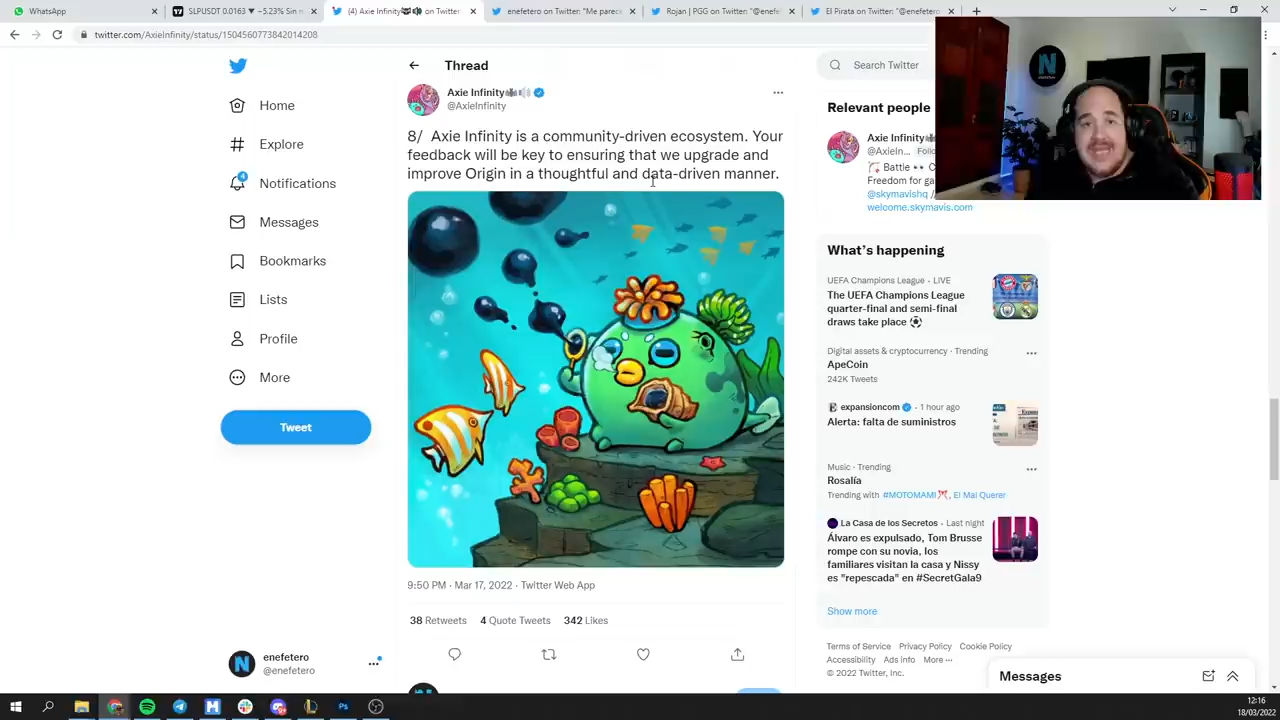 WhatsApp
SLPUSDT 0.0163 ▼ −5.23% Sin n
(4) Axie Infinity on Twitter
enefetero on Twitter: "Me parec
Rojan | PGG on Twitter: "@enefe
El Pirata on Twitter: "@enefetero
twitter.com/AxieInfinity/status/1504560773842014208
Home
Explore
4
Notifications
Messages
Bookmarks
Lists
Profile
More
Tweet
enefetero
@enefetero
Thread
Axie Infinity
@AxieInfinity
8/ Axie Infinity is a community-driven ecosystem. Your
feedback will be key to ensuring that we upgrade and
improve Origin in a thoughtful and data-driven manner.
9:50 PM · Mar 17, 2022 · Twitter Web App
38 Retweets 4 Quote Tweets 342 Likes
Search Twitter
Relevant people
Axie Infinity
@AxieIn... Follo
Battle
Freedom for ga
@skymavishq //
welcome.skymavis.com
N
What's happening
UEFA Champions League · LIVE
The UEFA Champions League
quarter-final and semi-final
draws take place
Digital assets & cryptocurrency · Trending
ApeCoin
242K Tweets
expansioncom · 1 hour ago
Alerta: falta de suministros
Music · Trending
Rosalía
Trending with #MOTOMAMI, El Mal Querer
La Casa de los Secretos · Last night
Álvaro es expulsado, Tom Brusse
rompe con su novia, los
familiares visitan la casa y Nissy
es "repescada" en #SecretGala9
Show more
Terms of Service Privacy Policy Cookie Policy
Accessibility Ads info More ···
© 2022 Twitter, Inc.
Messages
12:16
18/03/2022